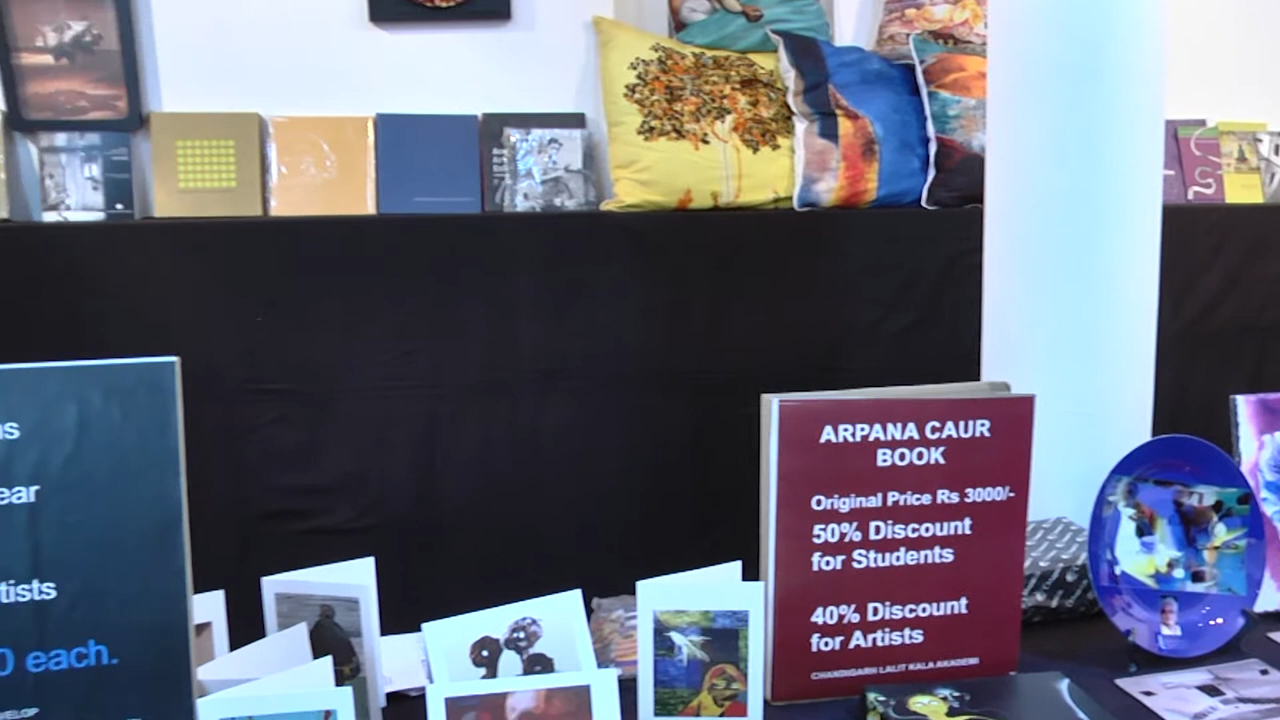 ns
ear
tists
0 each.
VELOP
ARPANA CAUR
BOOK
Original Price Rs 3000/-
50% Discount
for Students
40% Discount
for Artists
CHANDIGARH LALIT KALA AKADEMI